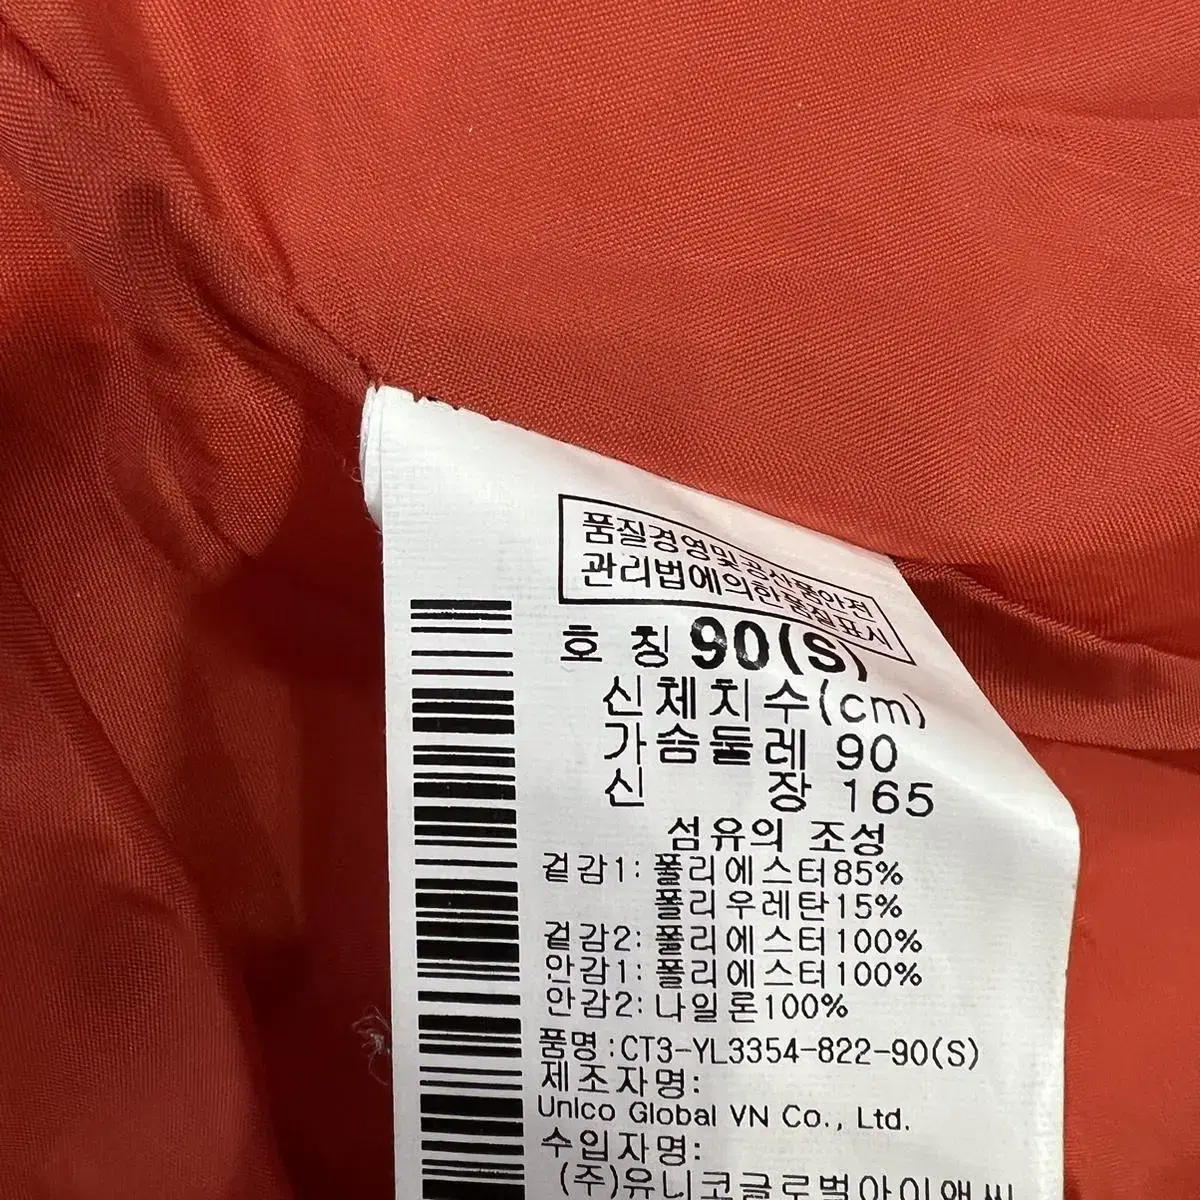 품질경영및공산품안전
관리법에의한품질표시
호 칭 90(S)
신체치수(cm)
가슴둘레 90
신 장 165
섬유의 조성
겉감1: 폴리에스터85%
폴리우레탄15%
겉감2: 폴리에스터100%
안감1: 폴리에스터100%
안감2: 나일론100%
품명 :CT3-YL3354-822-90(S)
제조자명:
Unico Global VN Co., Ltd.
수입자명:
(주)유니코글로벌아이앤씨